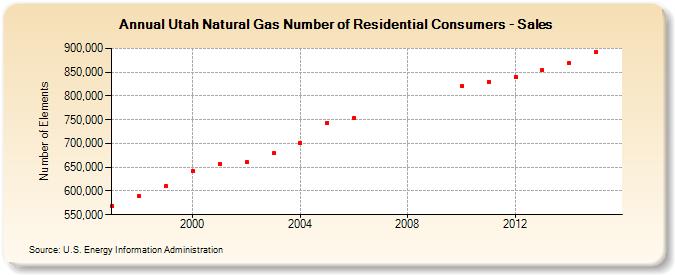 Annual Utah Natural Gas Number of Residential Consumers - Sales
Number of Elements
900,000
850,000
800,000
750,000
700,000
650,000
600,000
550,000
2000 2004 2008 2012
Source: U.S. Energy Information Administration